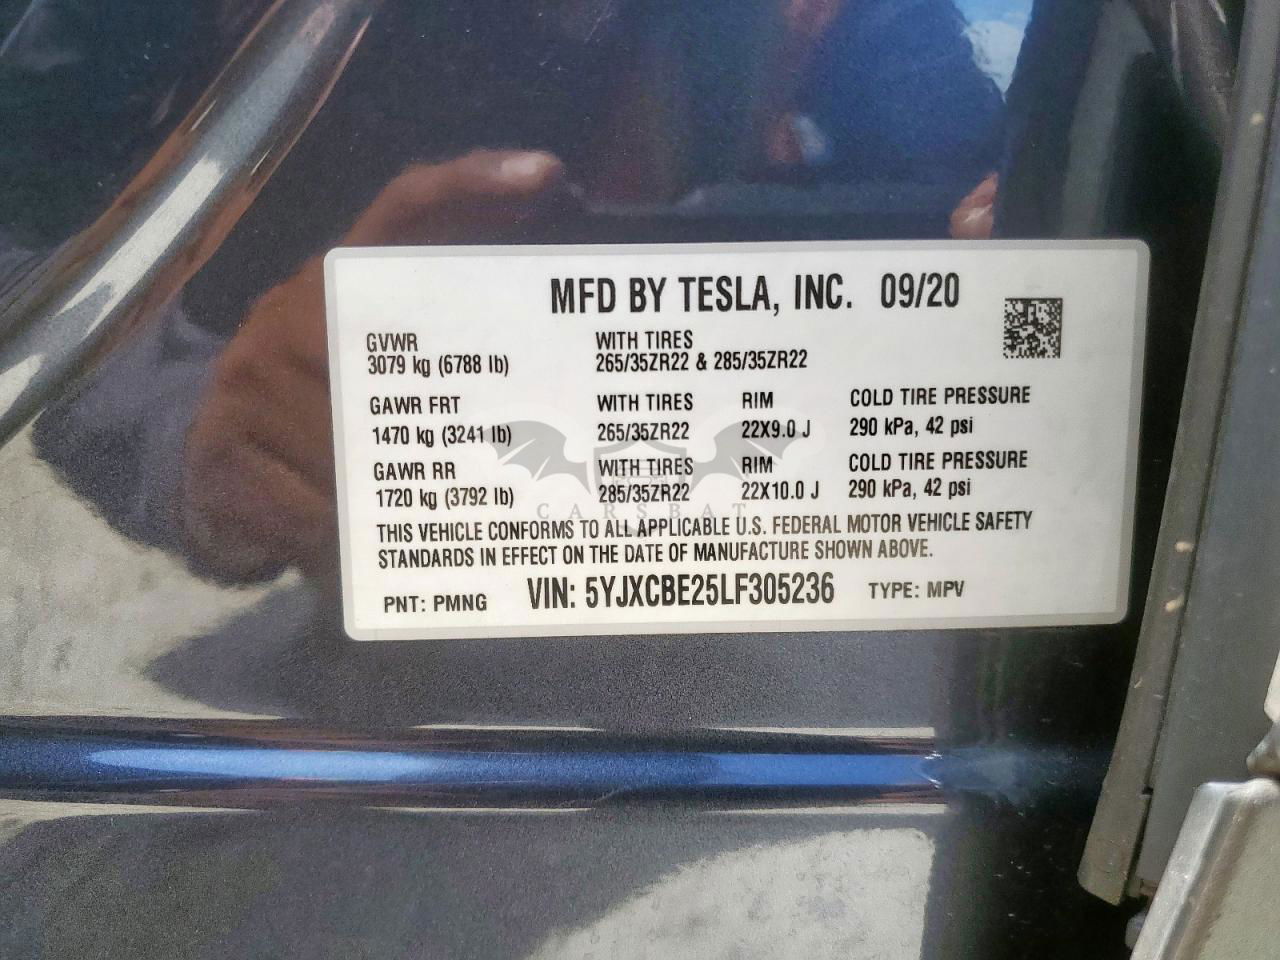 MFD BY TESLA, INC. 09/20
GVWR WITH TIRES
3079 kg (6788 lb) 265/35ZR22 & 285/35ZR22
GAWR FRT WITH TIRES RIM COLD TIRE PRESSURE
1470 kg (3241 lb) 265/35ZR22 22X9.0 J 290 kPa, 42 psi
GAWR RR WITH TIRES RIM COLD TIRE PRESSURE
1720 kg (3792 lb) 285/35ZR22 22X10.0 J 290 kPa, 42 psi
CARSBAT
THIS VEHICLE CONFORMS TO ALL APPLICABLE U.S. FEDERAL MOTOR VEHICLE SAFETY
STANDARDS IN EFFECT ON THE DATE OF MANUFACTURE SHOWN ABOVE.
PNT: PMNG VIN: 5YJXCBE25LF305236 TYPE: MPV